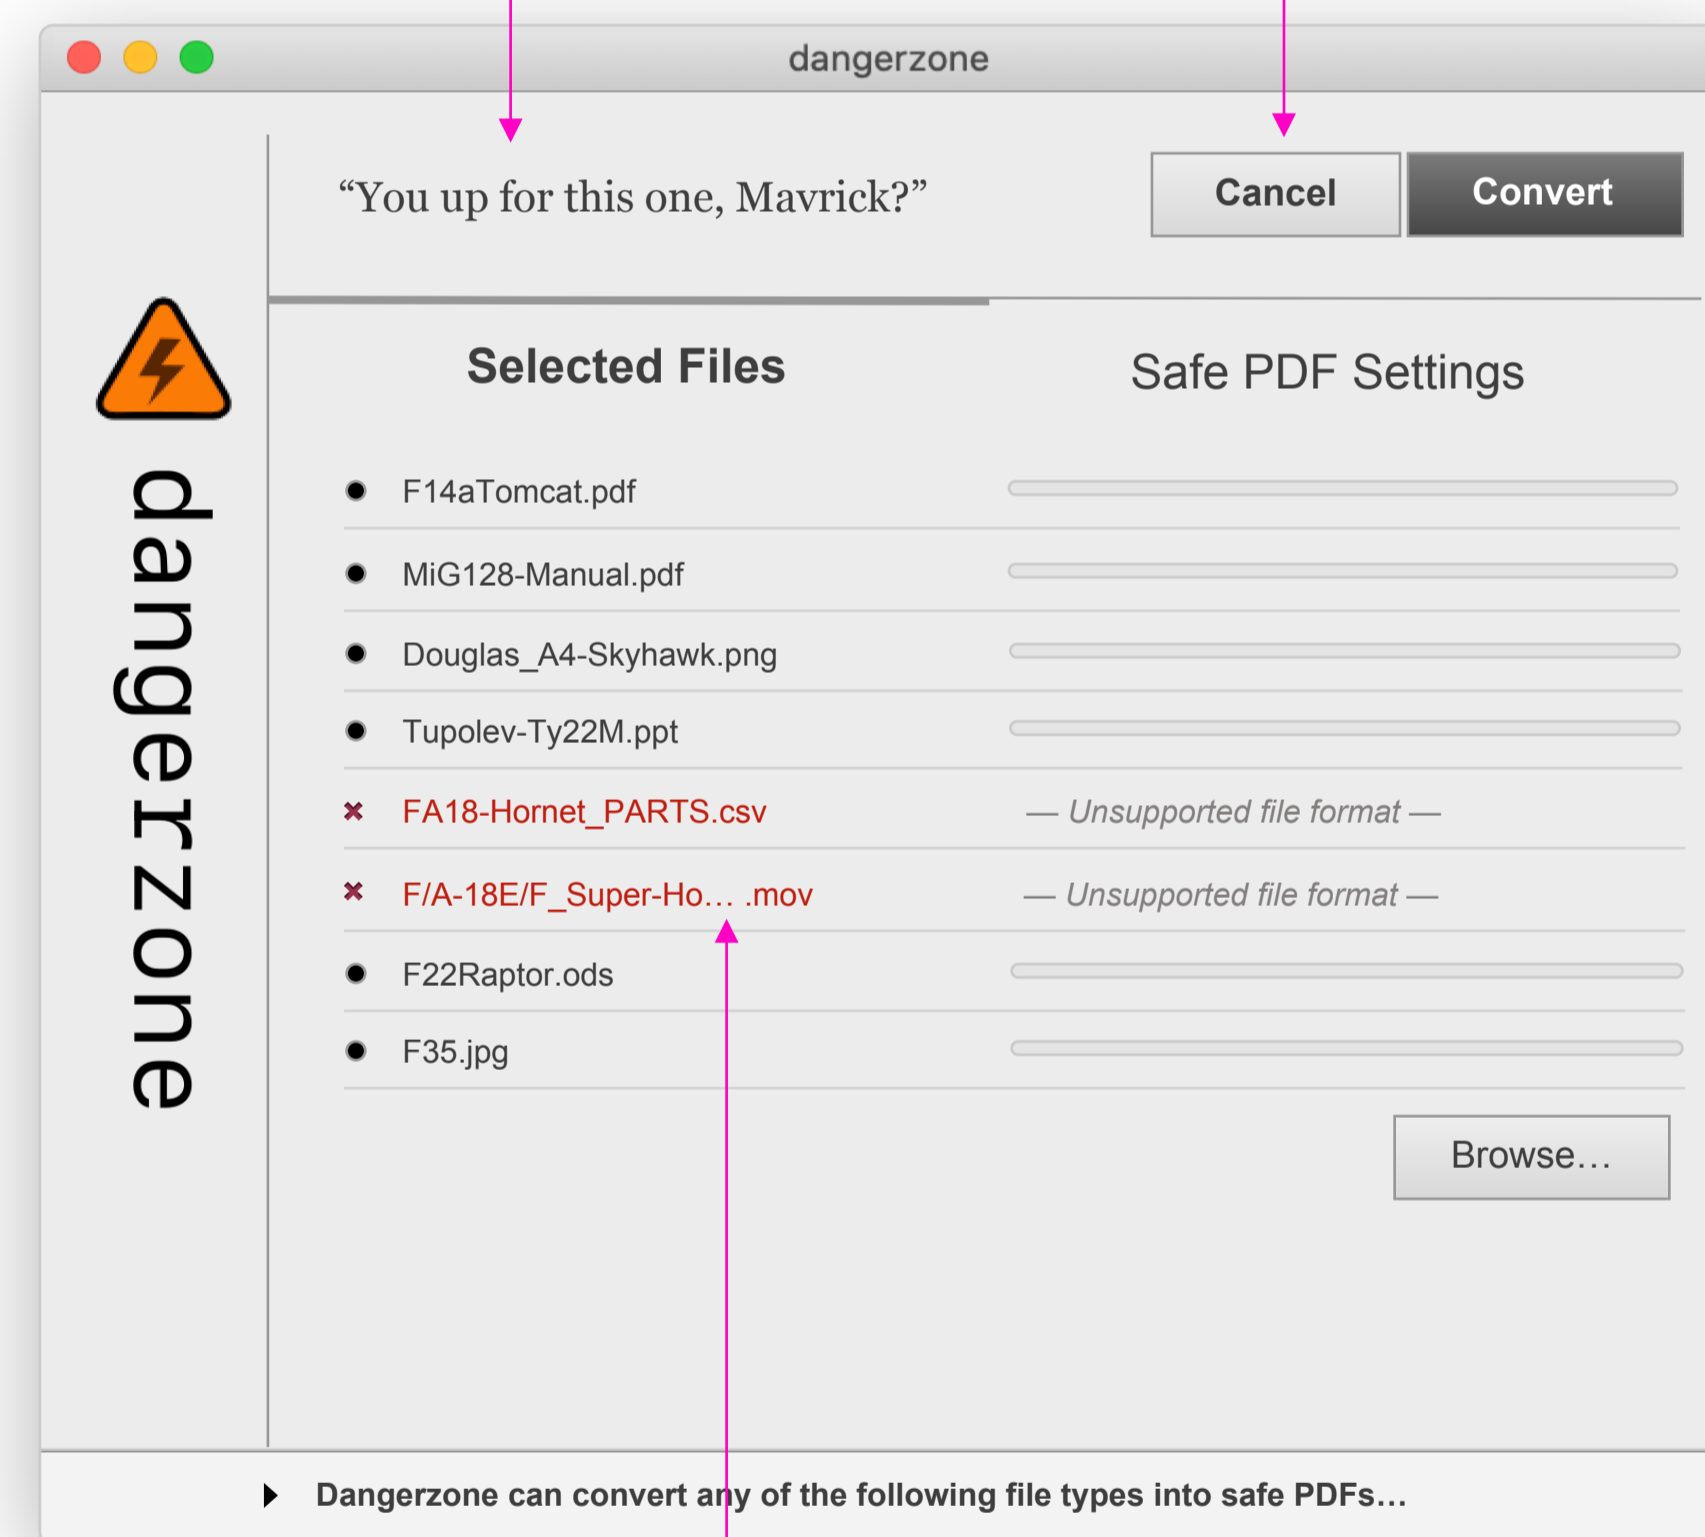 dangerzone
“You up for this one, Mavrick?”
Cancel
Convert
dangerzone
Selected Files
Safe PDF Settings
F14aTomcat.pdf
MiG128-Manual.pdf
Douglas_A4-Skyhawk.png
Tupolev-Ty22M.ppt
FA18-Hornet_PARTS.csv
— Unsupported file format —
F/A-18E/F_Super-Ho… .mov
— Unsupported file format —
F22Raptor.ods
F35.jpg
Browse…
Dangerzone can convert any of the following file types into safe PDFs…